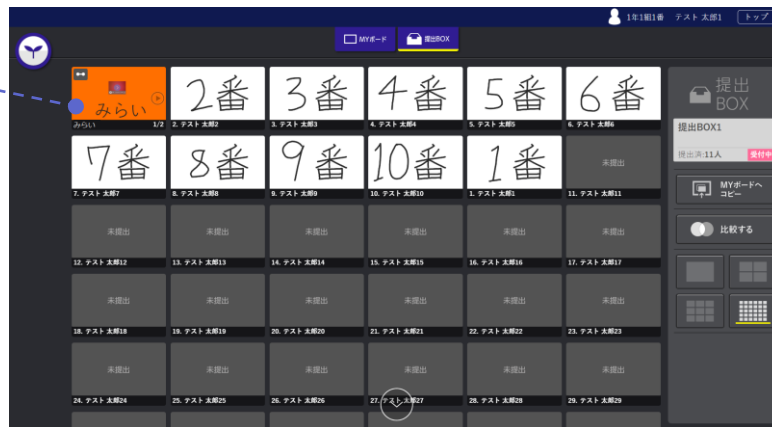 1年1組1番 テスト 太郎1 トップ
MYボード 提出BOX
みらい
みらい 1/2
2番
2. テスト 太郎2
3番
3. テスト 太郎3
4番
4. テスト 太郎4
5番
5. テスト 太郎5
6番
6. テスト 太郎6
7番
7. テスト 太郎7
8番
8. テスト 太郎8
9番
9. テスト 太郎9
10番
10. テスト 太郎10
1番
1. テスト 太郎1
未提出
11. テスト 太郎11
未提出
12. テスト 太郎12
未提出
13. テスト 太郎13
未提出
14. テスト 太郎14
未提出
15. テスト 太郎15
未提出
16. テスト 太郎16
未提出
17. テスト 太郎17
未提出
18. テスト 太郎18
未提出
19. テスト 太郎19
未提出
20. テスト 太郎20
未提出
21. テスト 太郎21
未提出
22. テスト 太郎22
未提出
23. テスト 太郎23
未提出
24. テスト 太郎24
未提出
25. テスト 太郎25
未提出
26. テスト 太郎26
未提出
27. テスト 太郎27
未提出
28. テスト 太郎28
未提出
29. テスト 太郎29
提出
BOX
提出BOX1
提出済:11人 受付中
MYボードへ
コピー
比較する